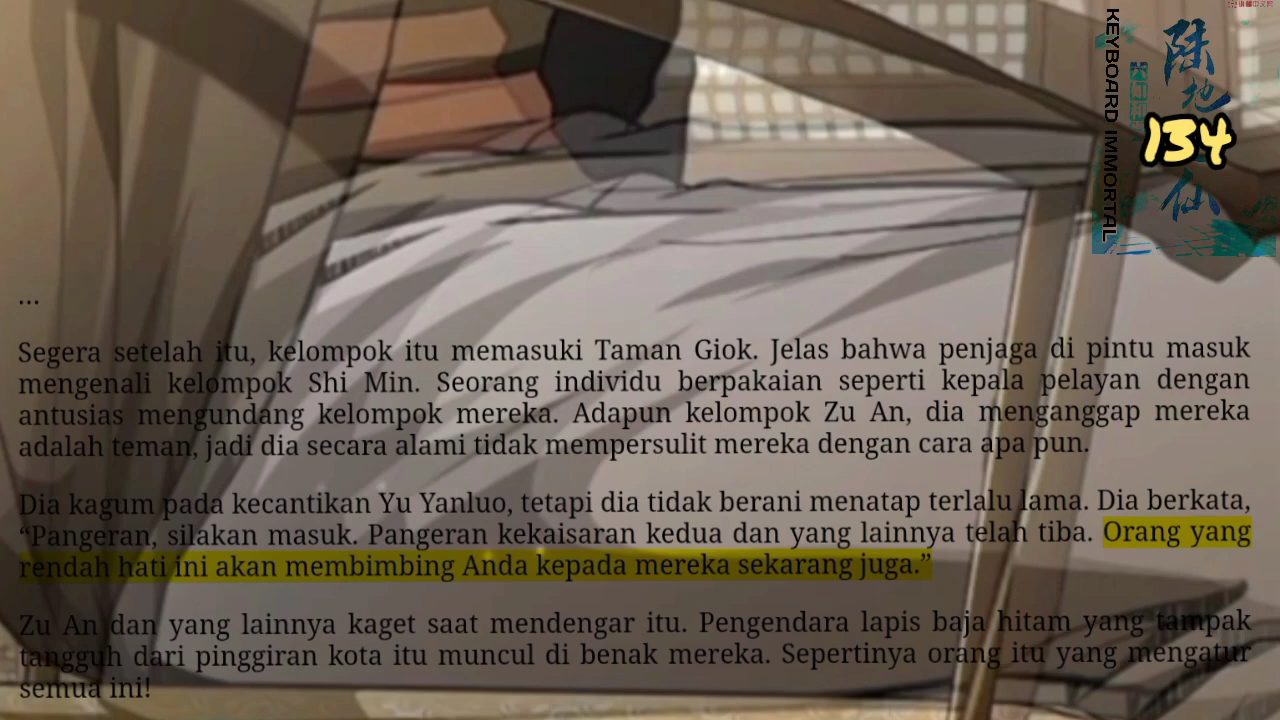 KEYBOARD IMMORTAL
陆地
134
仙
...
Segera setelah itu, kelompok itu memasuki Taman Giok. Jelas bahwa penjaga di pintu masuk
mengenali kelompok Shi Min. Seorang individu berpakaian seperti kepala pelayan dengan
antusias mengundang kelompok mereka. Adapun kelompok Zu An, dia menganggap mereka
adalah teman, jadi dia secara alami tidak mempersulit mereka dengan cara apa pun.
Dia kagum pada kecantikan Yu Yanluo, tetapi dia tidak berani menatap terlalu lama. Dia berkata,
“Pangeran, silakan masuk. Pangeran kekaisaran kedua dan yang lainnya telah tiba. Orang yang
rendah hati ini akan membimbing Anda kepada mereka sekarang juga.”
Zu An dan yang lainnya kaget saat mendengar itu. Pengendara lapis baja hitam yang tampak
tangguh dari pinggiran kota itu muncul di benak mereka. Sepertinya orang itu yang mengatur
semua ini!